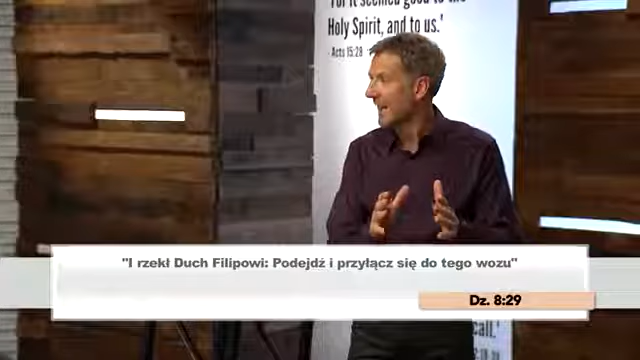 'For it seemed good to the
Holy Spirit, and to us.'
- Acts 15:28
"I rzekł Duch Filipowi: Podejdź i przyłącz się do tego wozu"
Dz. 8:29
call.'